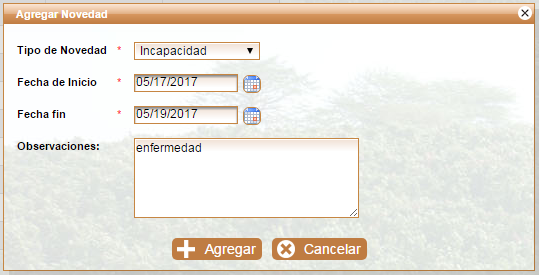 Agregar Novedad
Tipo de Novedad * Incapacidad
Fecha de Inicio * 05/17/2017
Fecha fin * 05/19/2017
Observaciones: enfermedad
Agregar Cancelar